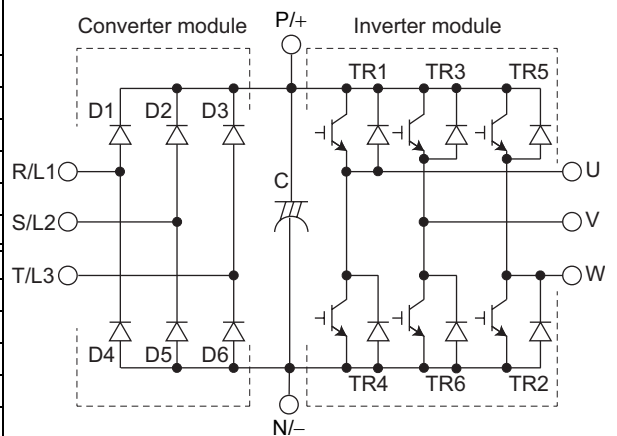 Converter module
P/+
Inverter module
TR1 TR3 TR5
D1 D2 D3
R/L1
U
C
S/L2
V
T/L3
W
D4 D5 D6
TR4 TR6 TR2
N/−